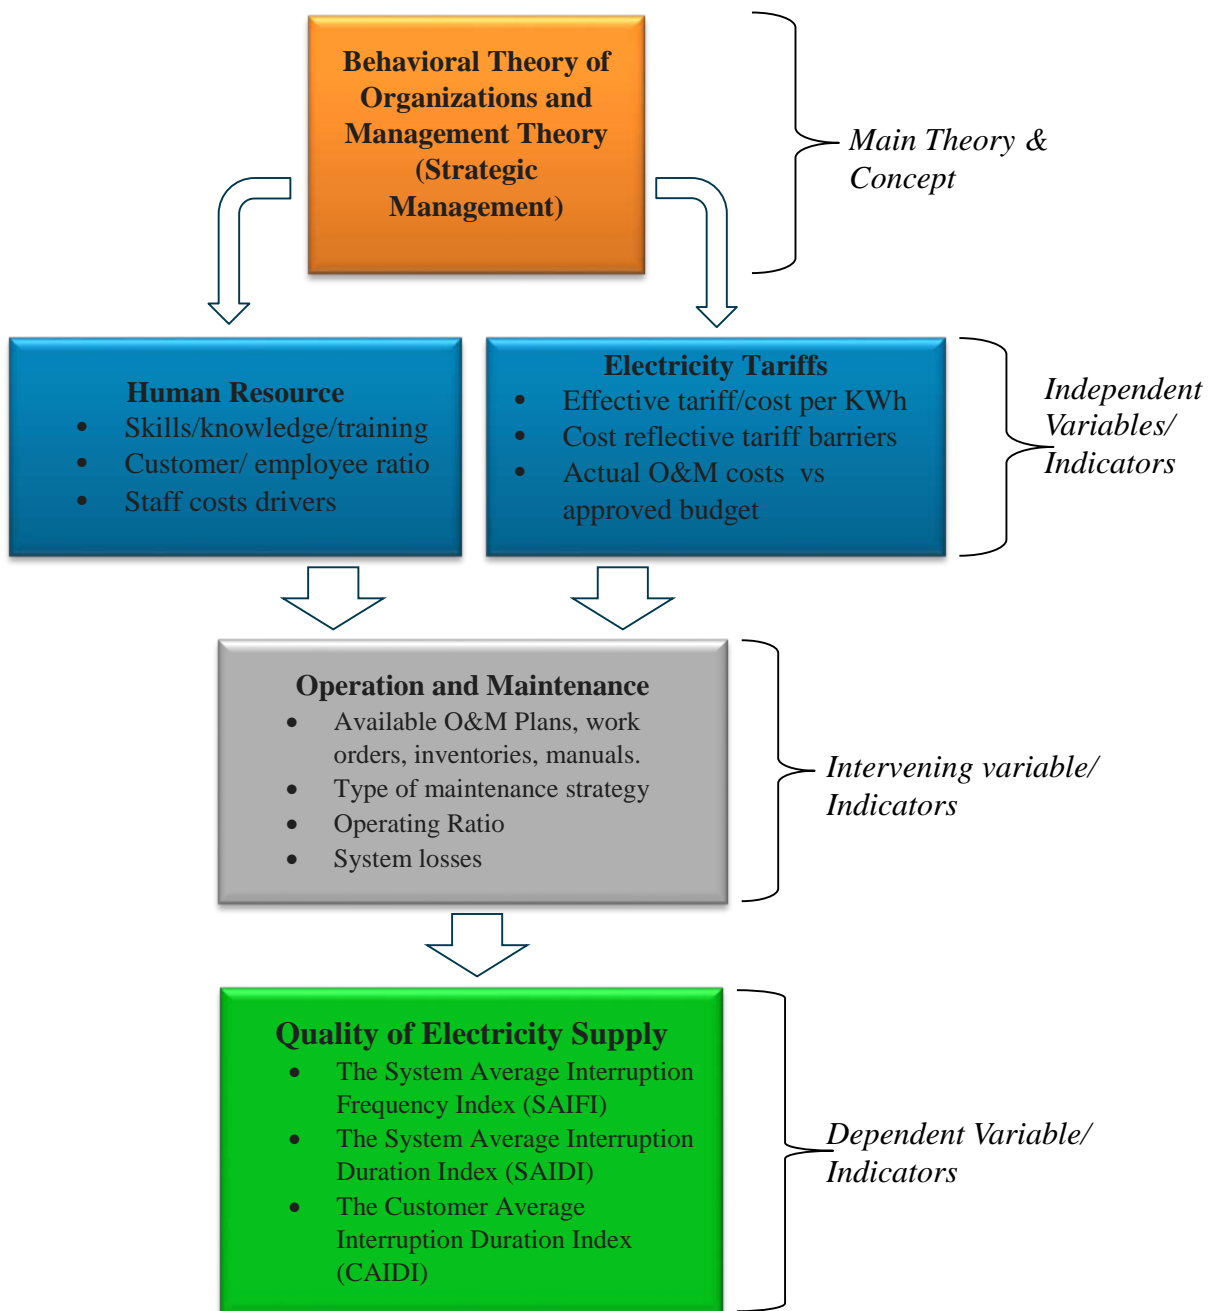 Behavioral Theory of
Organizations and
Management Theory
(Strategic
Management)
Main Theory &
Concept
Human Resource
• Skills/knowledge/training
• Customer/ employee ratio
• Staff costs drivers
Electricity Tariffs
• Effective tariff/cost per KWh
• Cost reflective tariff barriers
• Actual O&M costs vs
approved budget
Independent
Variables/
Indicators
Operation and Maintenance
• Available O&M Plans, work
orders, inventories, manuals.
• Type of maintenance strategy
• Operating Ratio
• System losses
Intervening variable/
Indicators
Quality of Electricity Supply
• The System Average Interruption
Frequency Index (SAIFI)
• The System Average Interruption
Duration Index (SAIDI)
• The Customer Average
Interruption Duration Index
(CAIDI)
Dependent Variable/
Indicators